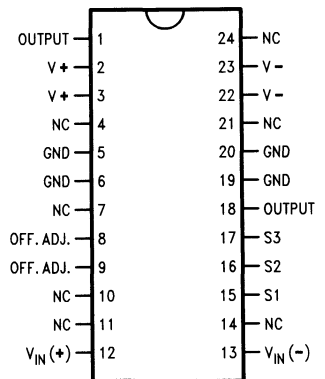 OUTPUT 1 24 NC
V+ 2 23 V-
V+ 3 22 V-
NC 4 21 NC
GND 5 20 GND
GND 6 19 GND
NC 7 18 OUTPUT
OFF. ADJ. 8 17 S3
OFF. ADJ. 9 16 S2
NC 10 15 S1
NC 11 14 NC
VIN (+) 12 13 VIN (-)